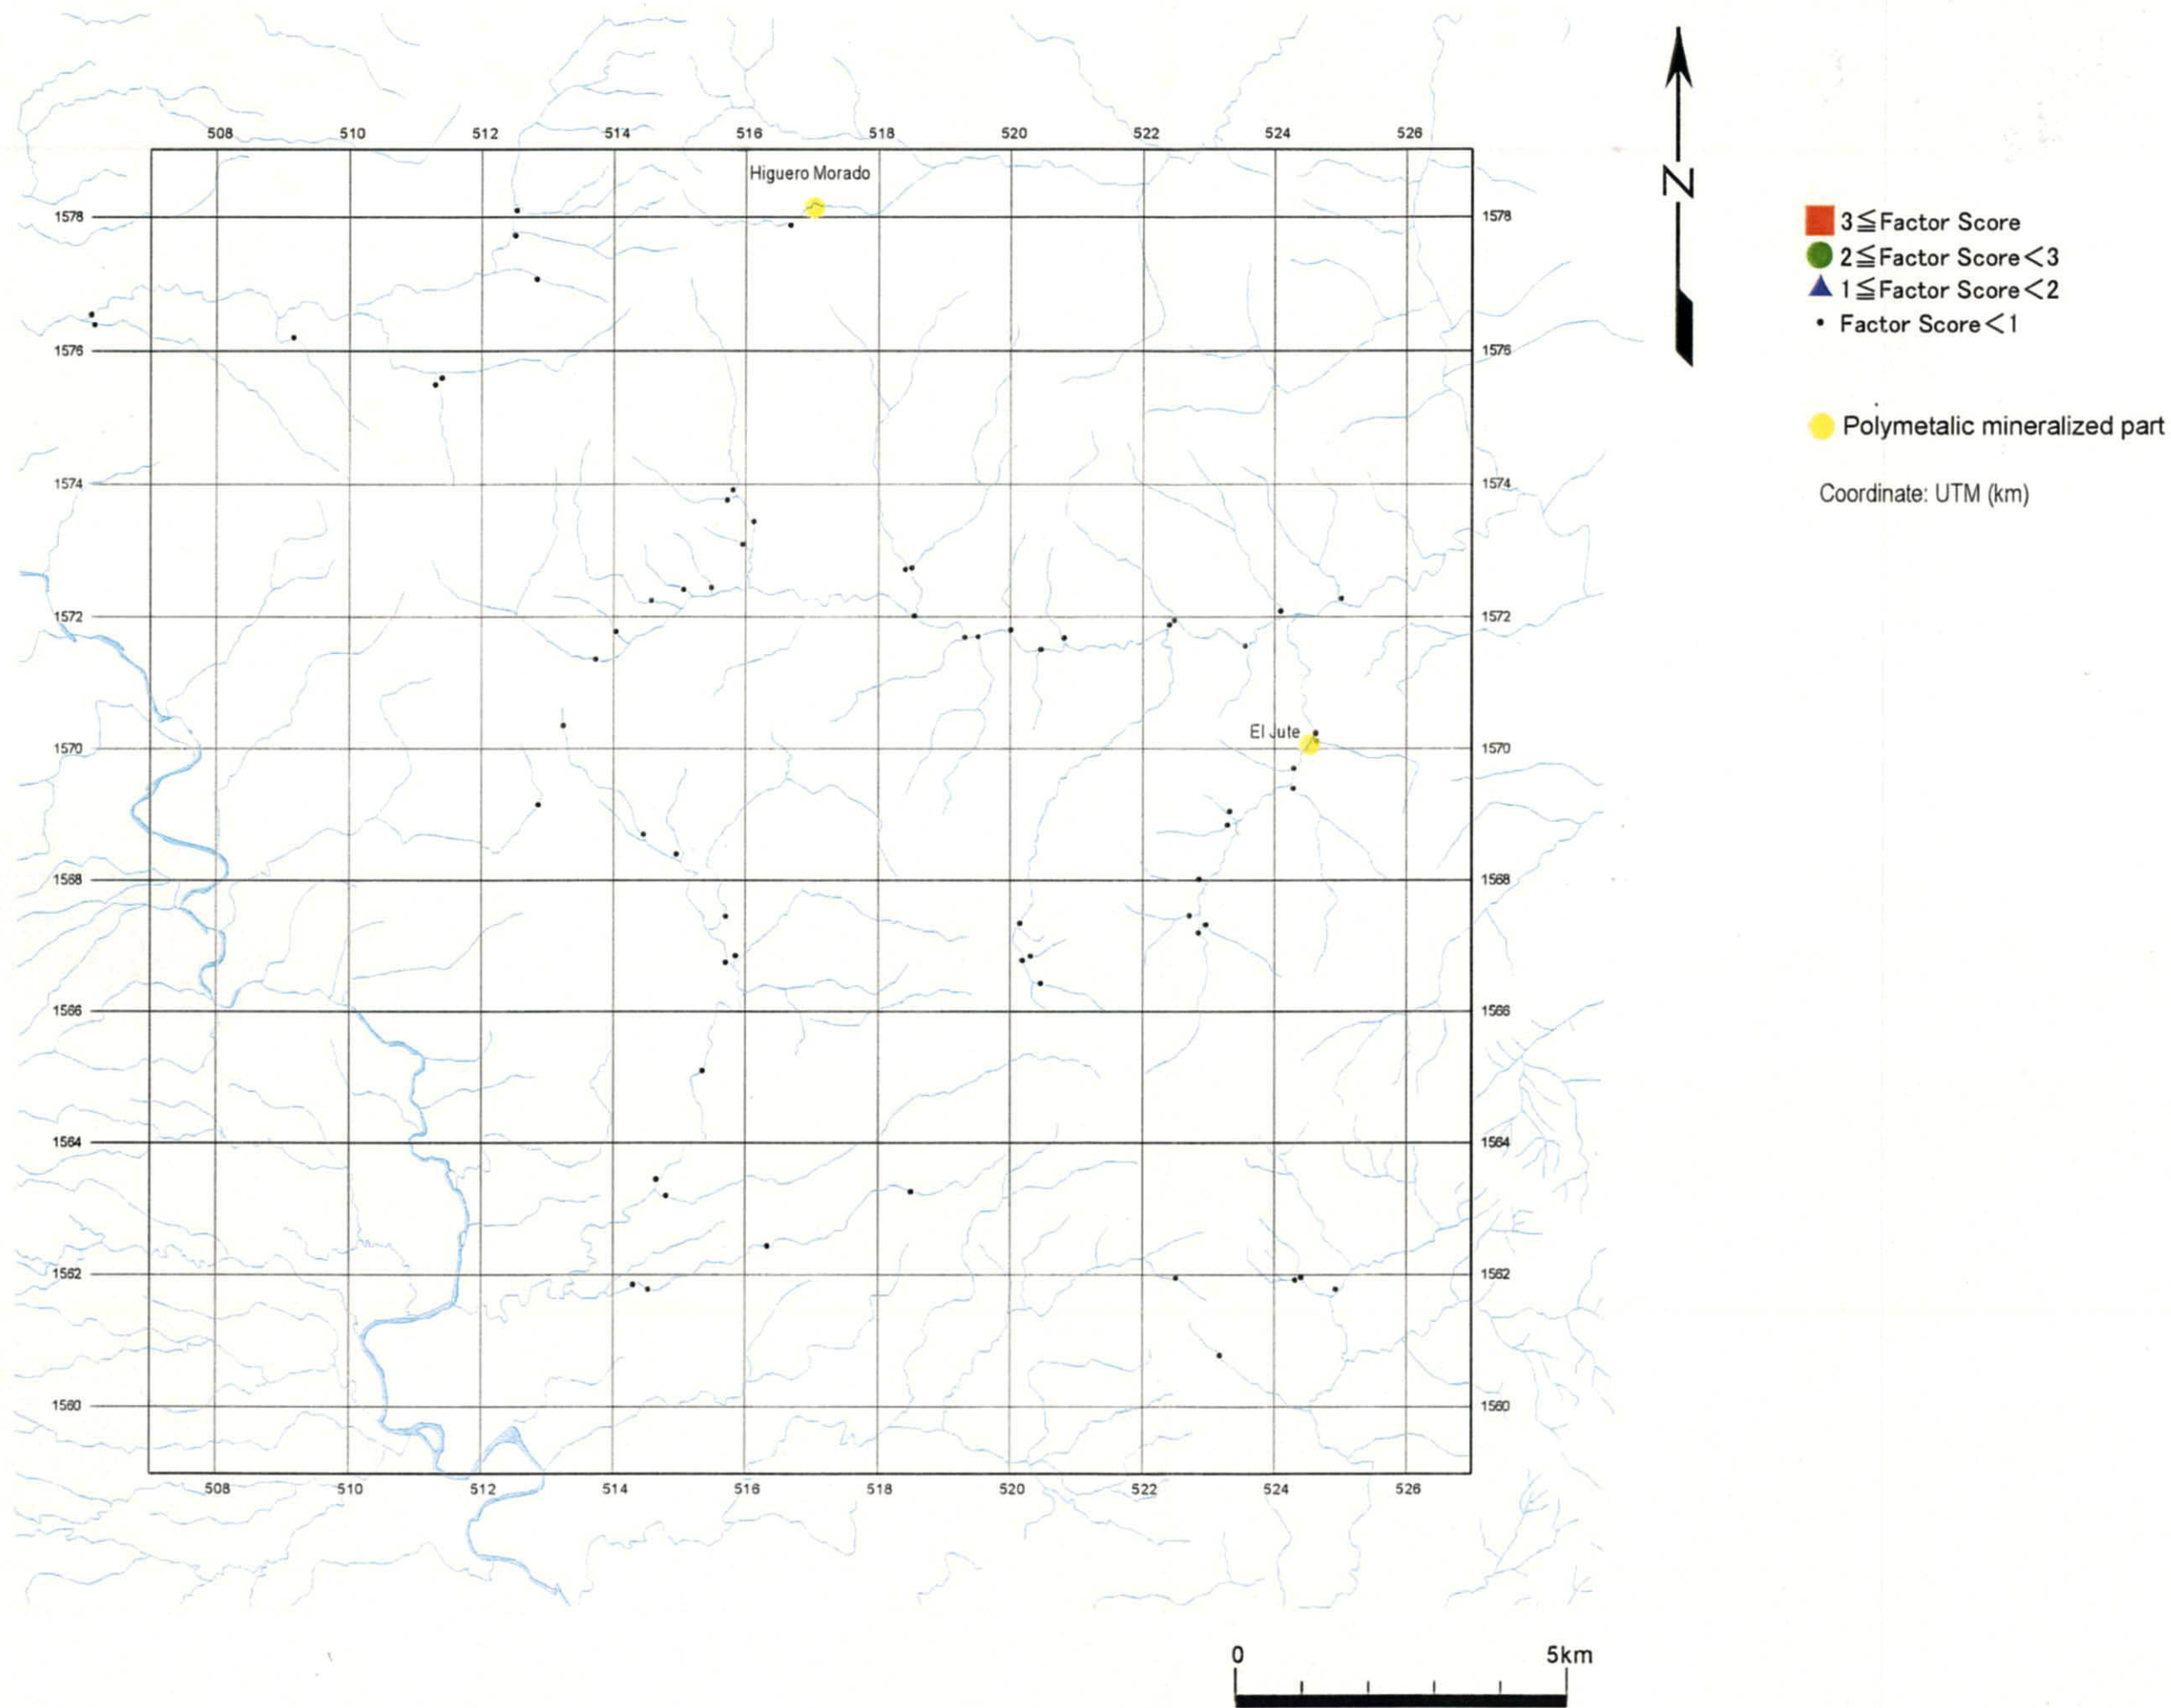 508 510 512 514 516 518 520 522 524 526
Higuero Morado
1578 1578
1576 1576
1574 1574
1572 1572
El Jute
1570 1570
1568 1568
1566 1566
1564 1564
1562 1562
1560 1560
508 510 512 514 516 518 520 522 524 526
N
3≦Factor Score
2≦Factor Score<3
1≦Factor Score<2
Factor Score<1
Polymetalic mineralized part
Coordinate: UTM (km)
0 5km